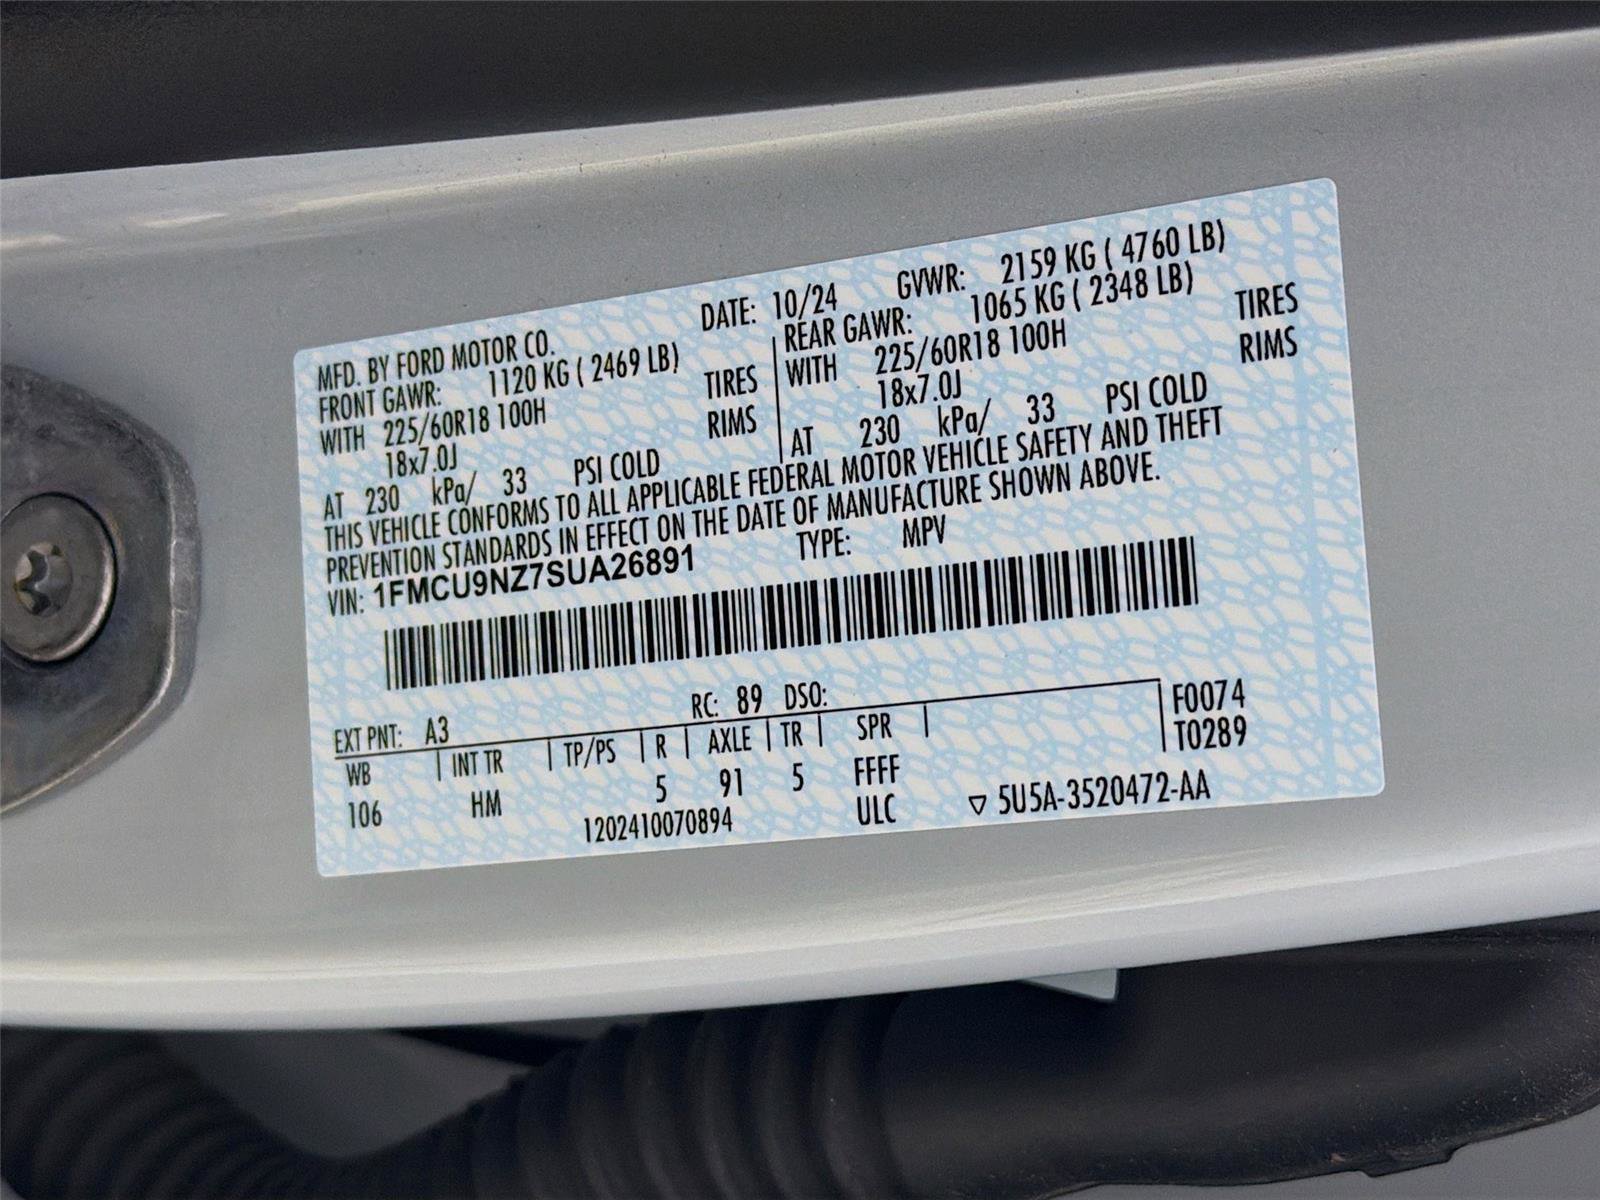 MFD. BY FORD MOTOR CO. DATE: 10/24 GVWR: 2159 KG ( 4760 LB)
FRONT GAWR: 1120 KG ( 2469 LB) REAR GAWR: 1065 KG ( 2348 LB)
WITH 225/60R18 100H TIRES WITH 225/60R18 100H TIRES
18x7.0J RIMS 18x7.0J RIMS
AT 230 kPa/ 33 PSI COLD AT 230 kPa/ 33 PSI COLD
THIS VEHICLE CONFORMS TO ALL APPLICABLE FEDERAL MOTOR VEHICLE SAFETY AND THEFT
PREVENTION STANDARDS IN EFFECT ON THE DATE OF MANUFACTURE SHOWN ABOVE.
VIN: 1FMCU9NZ7SUA26891 TYPE: MPV
EXT PNT: A3 RC: 89 DSO: F0074
WB INT TR TP/PS R AXLE TR SPR T0289
106 HM 5 91 5 FFFF
1202410070894 ULC ▽ 5U5A-3520472-AA